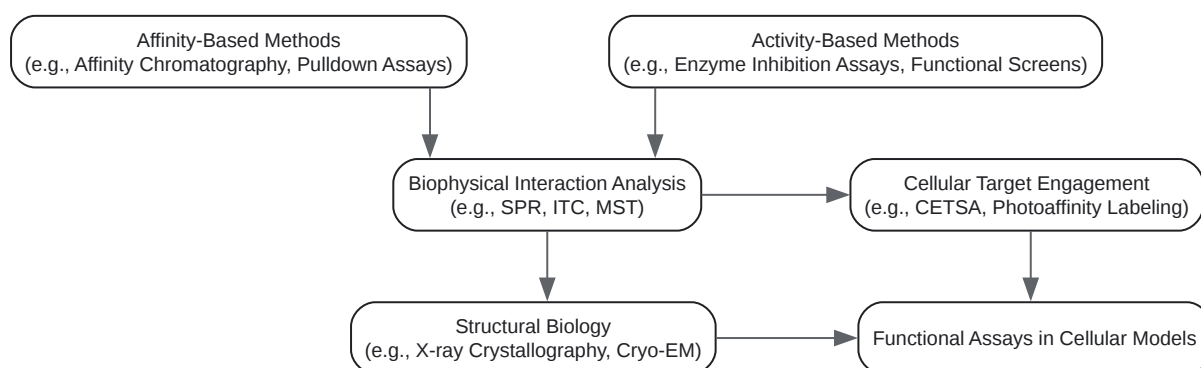 Affinity-Based Methods
(e.g., Affinity Chromatography, Pulldown Assays)
Activity-Based Methods
(e.g., Enzyme Inhibition Assays, Functional Screens)
Biophysical Interaction Analysis
(e.g., SPR, ITC, MST)
Cellular Target Engagement
(e.g., CETSA, Photoaffinity Labeling)
Structural Biology
(e.g., X-ray Crystallography, Cryo-EM)
Functional Assays in Cellular Models